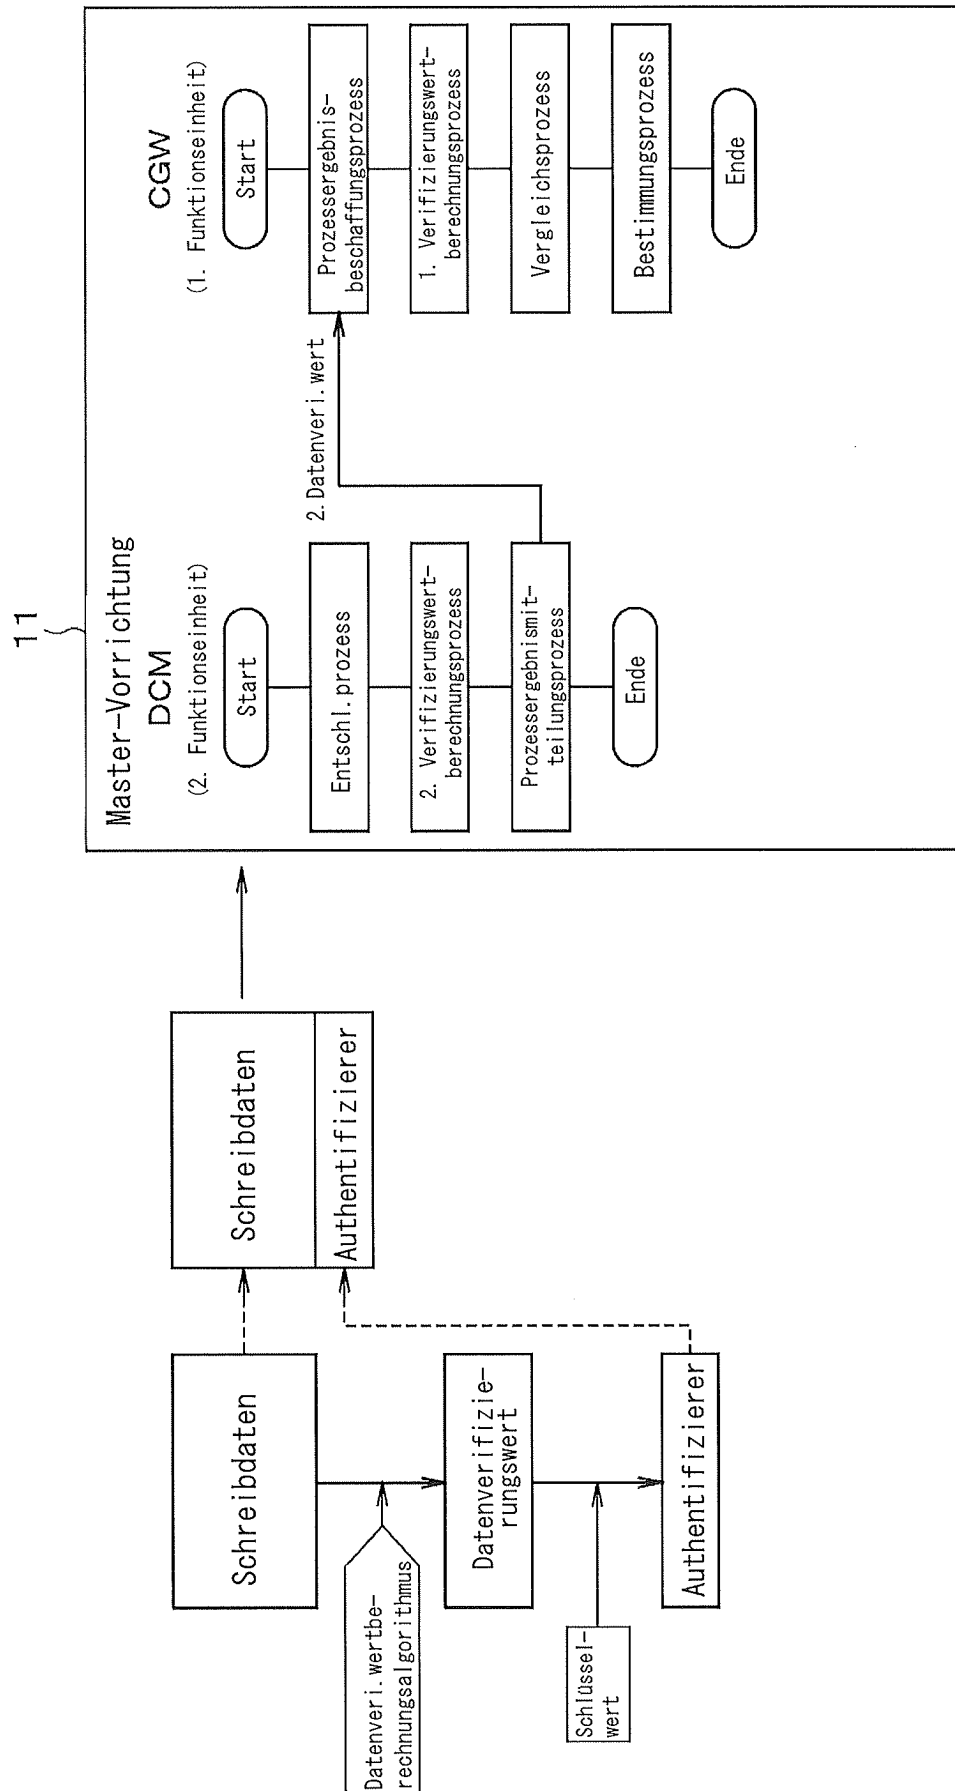 Schreibdaten
Datenveri.wertbe-
rechnungsalgorithmus
Datenverifizie-
rungswert
Schlüssel-
wert
Authentifizierer
Schreibdaten
Authentifizierer
11
Master-Vorrichtung
DCM
(2. Funktionseinheit)
Start
Entschl.prozess
2. Verifizierungswert-
berechnungsprozess
Prozessergebnismit-
teilungsprozess
Ende
2.Datenveri.wert
CGW
(1. Funktionseinheit)
Start
Prozessergebnis-
beschaffungsprozess
1. Verifizierungswert-
berechnungsprozess
Vergleichsprozess
Bestimmungsprozess
Ende